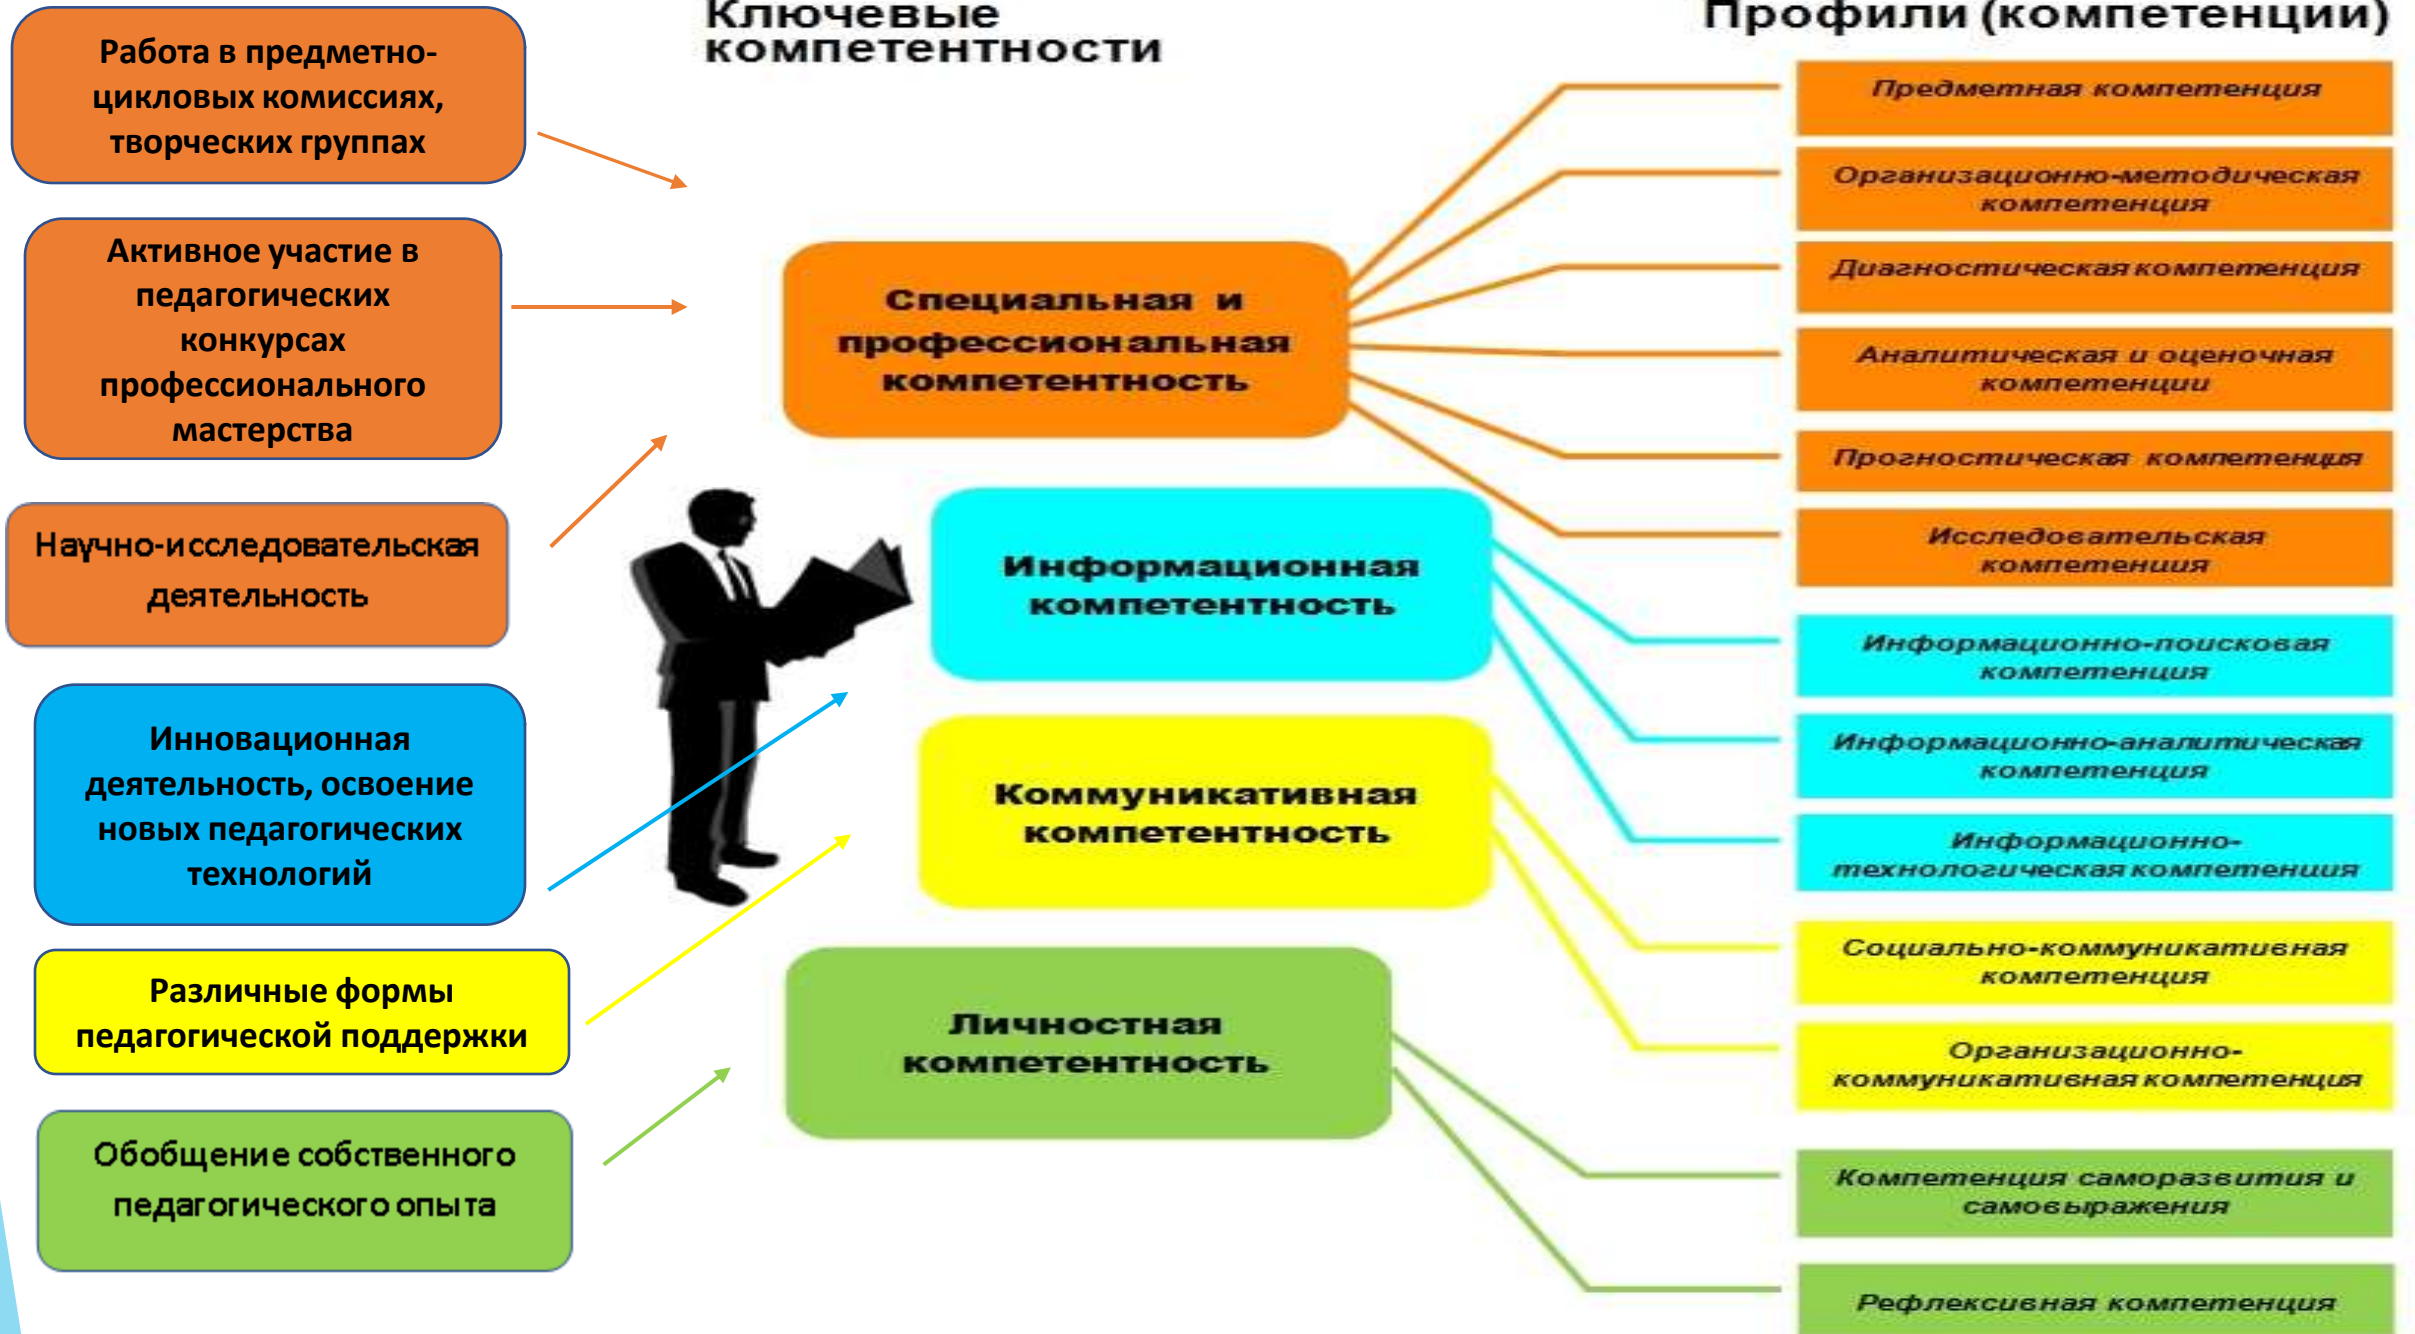 Ключевые
компетентности
Профили (компетенции)
Работа в предметно-
цикловых комиссиях,
творческих группах
Активное участие в
педагогических
конкурсах
профессионального
мастерства
Научно-исследовательская
деятельность
Инновационная
деятельность, освоение
новых педагогических
технологий
Различные формы
педагогической поддержки
Обобщение собственного
педагогического опыта
Специальная и
профессиональная
компетентность
Информационная
компетентность
Коммуникативная
компетентность
Личностная
компетентность
Предметная компетенция
Организационно-методическая
компетенция
Диагностическая компетенция
Аналитическая и оценочная
компетенции
Прогностическая компетенция
Исследовательская
компетенция
Информационно-поисковая
компетенция
Информационно-аналитическая
компетенция
Информационно-
технологическая компетенция
Социально-коммуникативная
компетенция
Организационно-
коммуникативная компетенция
Компетенция саморазвития и
самовыражения
Рефлексивная компетенция